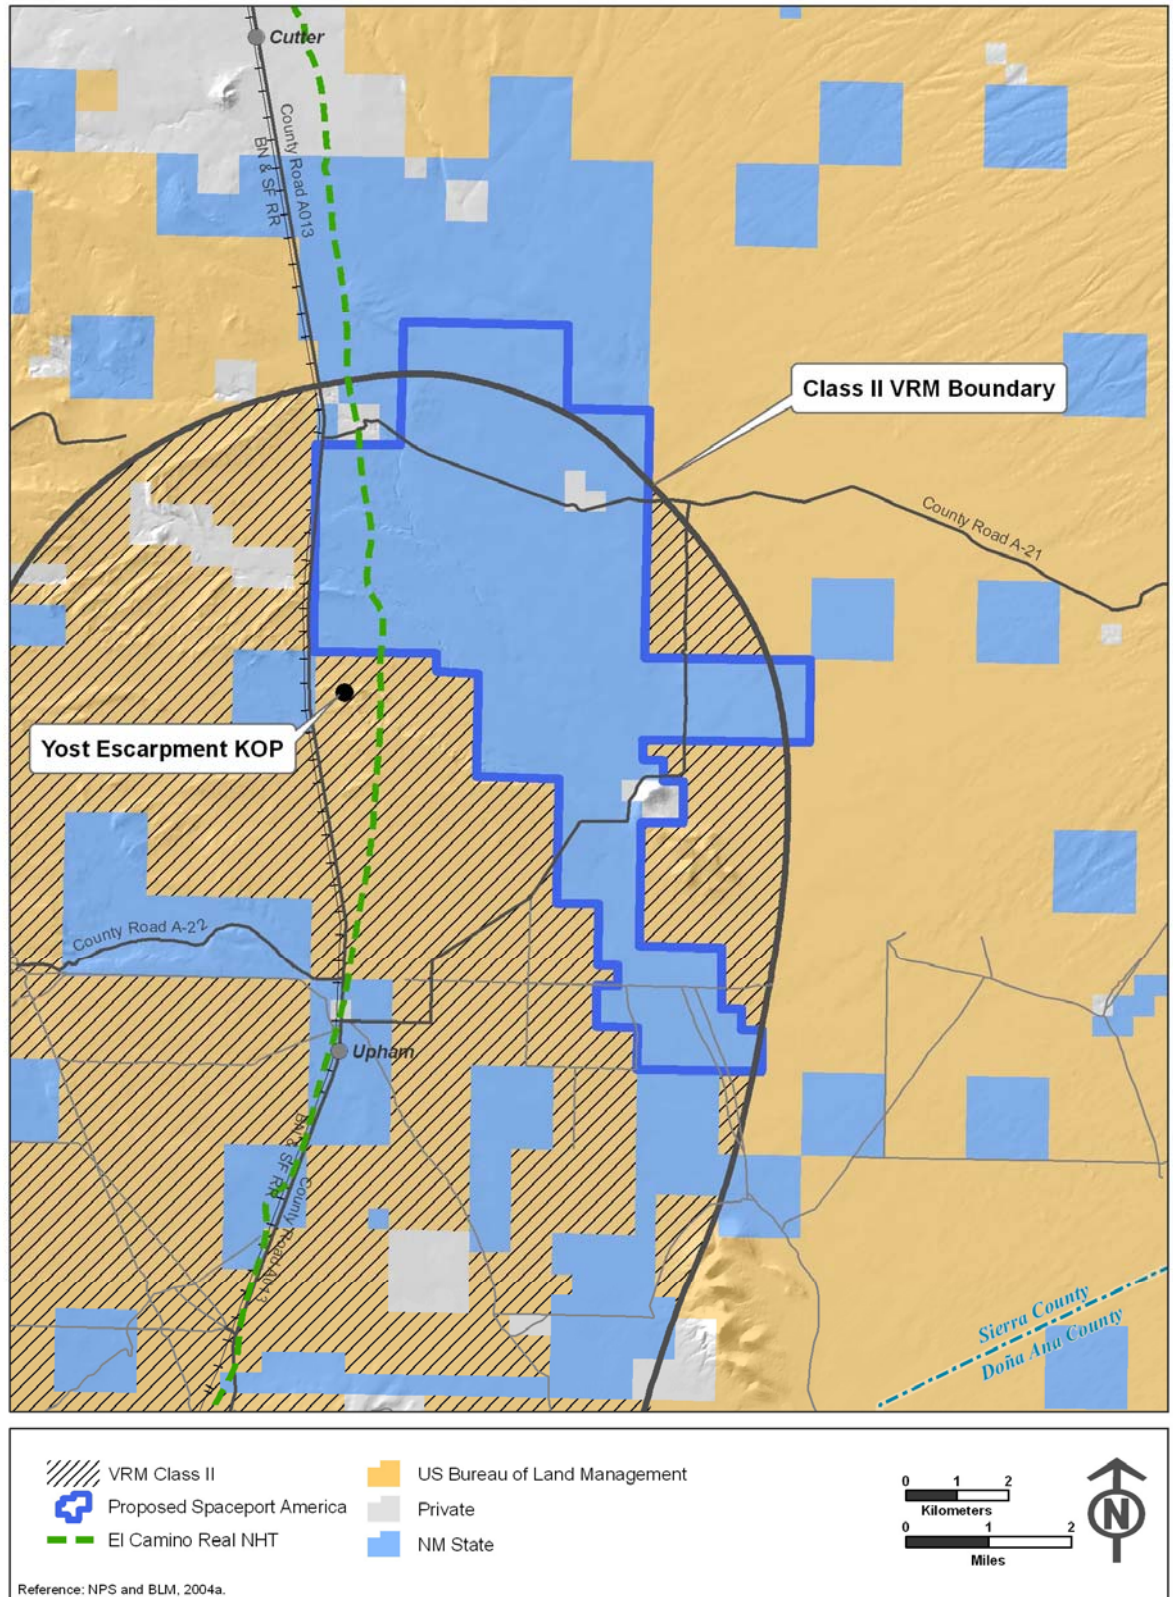 Cutter
County Road A013
BN & SF RR
Class II VRM Boundary
County Road A-21
Yost Escarpment KOP
County Road A-22
Upham
BN & SF RR
County Road A013
Sierra County
Doña Ana County
VRM Class II
Proposed Spaceport America
El Camino Real NHT
US Bureau of Land Management
Private
NM State
0 1 2
Kilometers
0 1 2
Miles
N
Reference: NPS and BLM, 2004a.